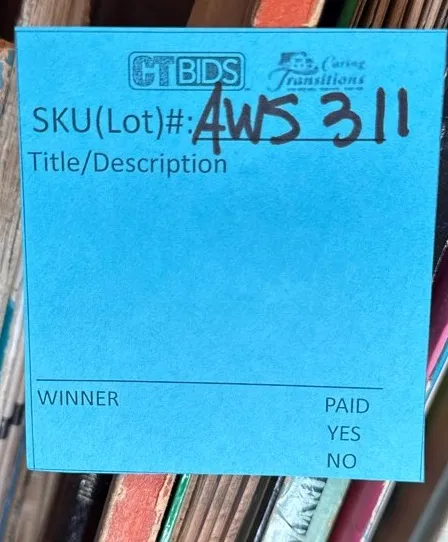 CTBIDS Caring Transitions
SKU(Lot)#: AWS 311
Title/Description
WINNER PAID
YES
NO